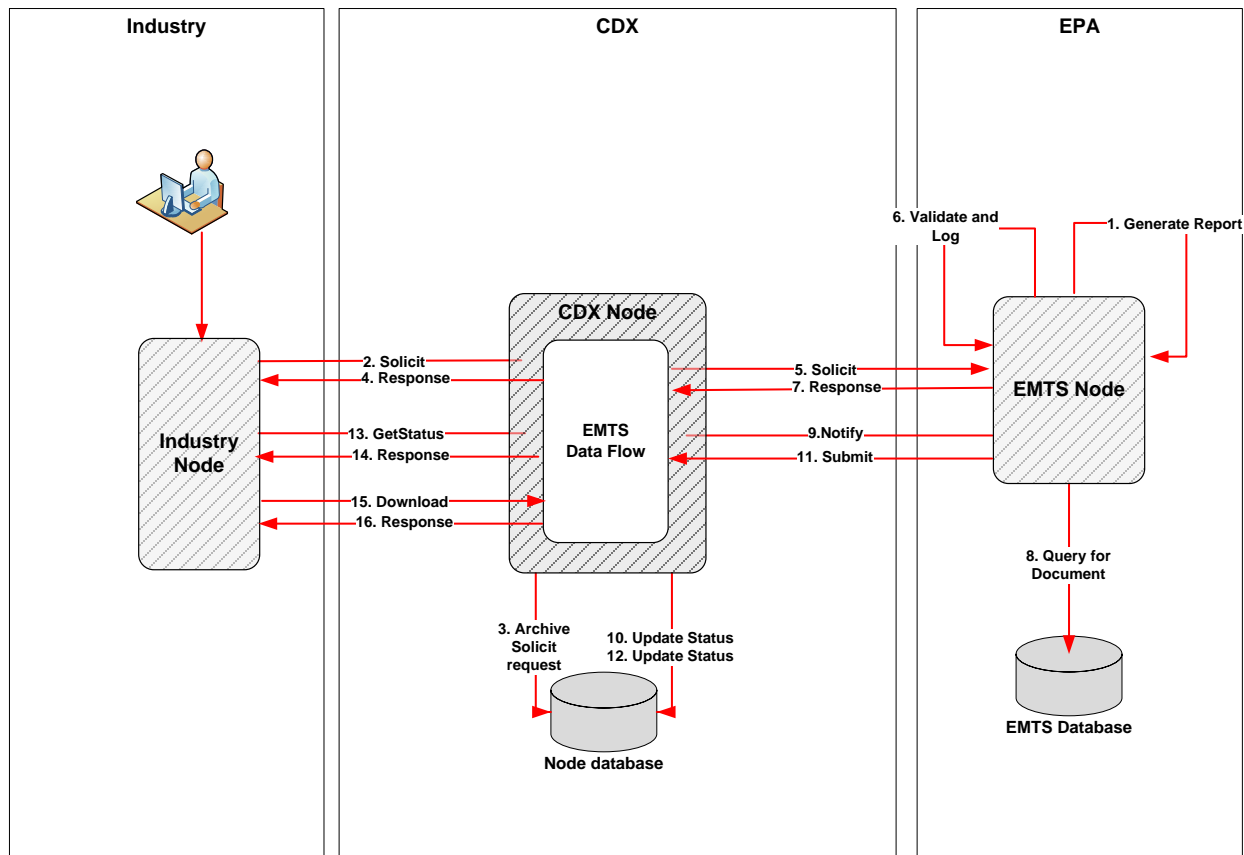 Industry
CDX
EPA
6. Validate and
Log
1. Generate Report
CDX Node
2. Solicit
4. Response
5. Solicit
7. Response
EMTS Node
Industry
Node
13. GetStatus
14. Response
EMTS
Data Flow
9.Notify
11. Submit
15. Download
16. Response
8. Query for
Document
3. Archive
Solicit
request
10. Update Status
12. Update Status
Node database
EMTS Database